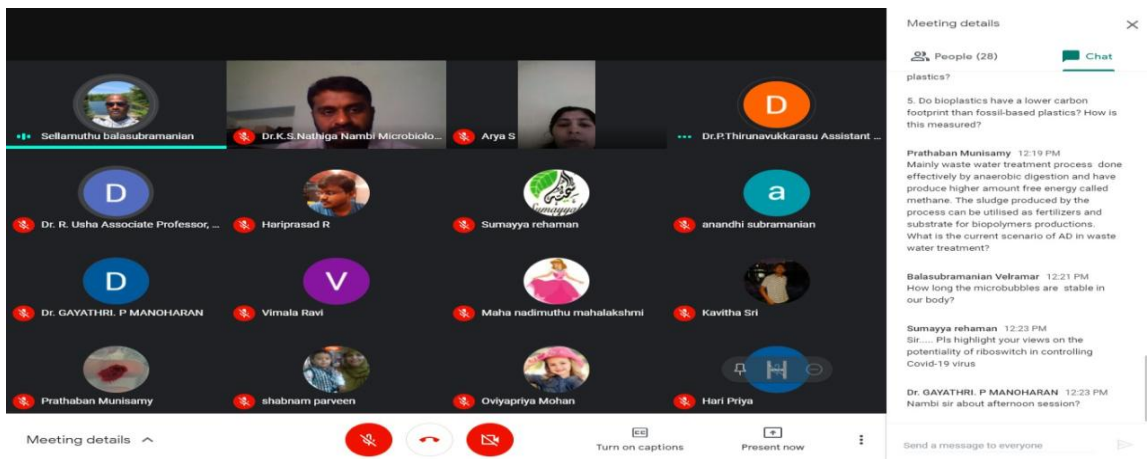 Sellamuthu balasubramanian
Dr.K.S.Nathiga Nambi Microbiolo...
Arya S
D
Dr.P.Thirunavukkarasu Assistant ...
D
Dr. R. Usha Associate Professor, ...
Hariprasad R
Sumayyah
Sumayya rehaman
a
anandhi subramanian
D
Dr. GAYATHRI. P MANOHARAN
V
Vimala Ravi
Maha nadimuthu mahalakshmi
Kavitha Sri
Prathaban Munisamy
shabnam parveen
Oviyapriya Mohan
H
Hari Priya
Meeting details
CC
Turn on captions
Present now
Meeting details
People (28)
Chat
plastics?
5. Do bioplastics have a lower carbon
footprint than fossil-based plastics? How is
this measured?
Prathaban Munisamy 12:19 PM
Mainly waste water treatment process done
effectively by anaerobic digestion and have
produce higher amount free energy called
methane. The sludge produced by the
process can be utilised as fertilizers and
substrate for biopolymers productions.
What is the current scenario of AD in waste
water treatment?
Balasubramanian Velramar 12:21 PM
How long the microbubbles are stable in
our body?
Sumayya rehaman 12:23 PM
Sir..... Pls highlight your views on the
potentiality of riboswitch in controlling
Covid-19 virus
Dr. GAYATHRI. P MANOHARAN 12:23 PM
Nambi sir about afternoon session?
Send a message to everyone